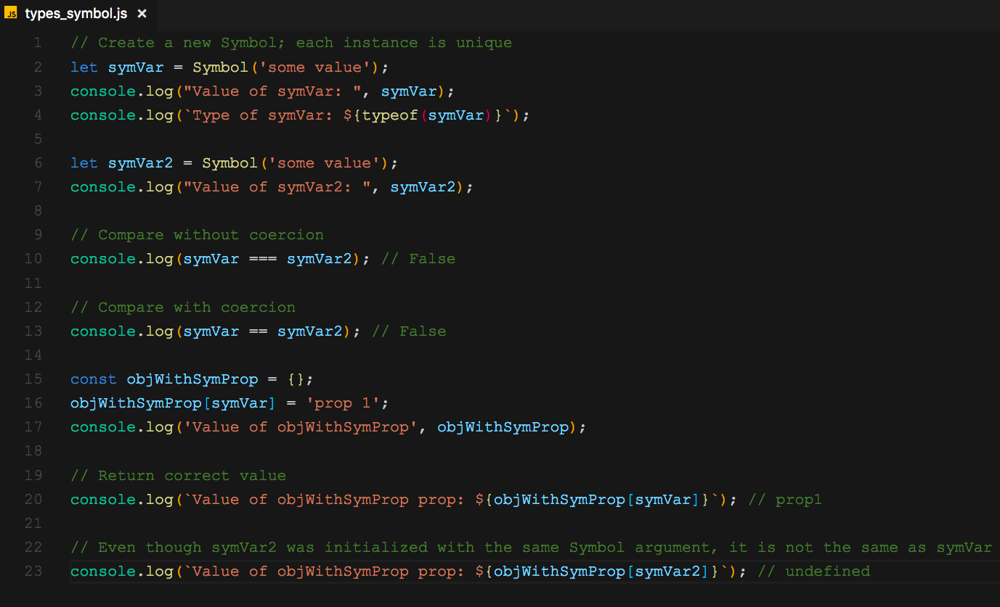 JS types_symbol.js ×
1 // Create a new Symbol; each instance is unique
2 let symVar = Symbol('some value');
3 console.log("Value of symVar: ", symVar);
4 console.log(`Type of symVar: ${typeof(symVar)}`);
5
6 let symVar2 = Symbol('some value');
7 console.log("Value of symVar2: ", symVar2);
8
9 // Compare without coercion
10 console.log(symVar === symVar2); // False
11
12 // Compare with coercion
13 console.log(symVar == symVar2); // False
14
15 const objWithSymProp = {};
16 objWithSymProp[symVar] = 'prop 1';
17 console.log('Value of objWithSymProp', objWithSymProp);
18
19 // Return correct value
20 console.log(`Value of objWithSymProp prop: ${objWithSymProp[symVar]}`); // prop1
21
22 // Even though symVar2 was initialized with the same Symbol argument, it is not the same as symVar
23 console.log(`Value of objWithSymProp prop: ${objWithSymProp[symVar2]}`); // undefined